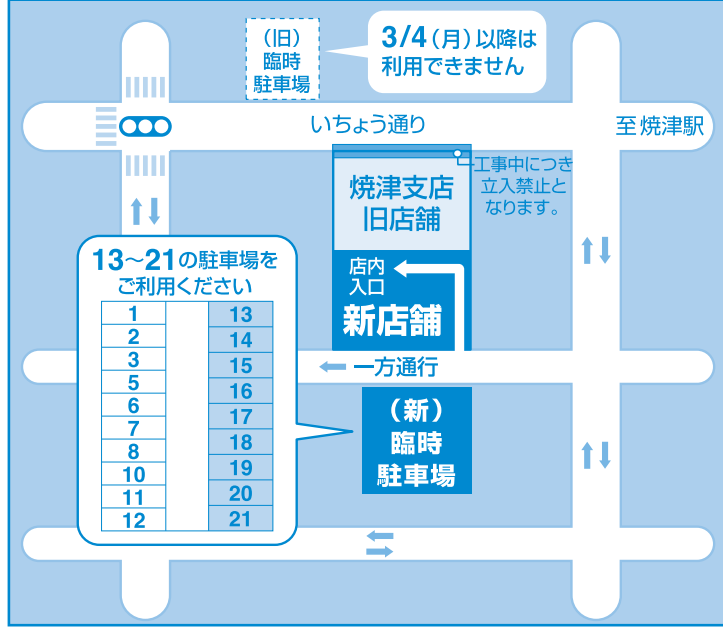 （旧）
臨時
駐車場
3/4（月）以降は
利用できません
いちょう通り
至 焼津駅
工事中につき
立入禁止と
なります。
焼津支店
旧店舗
店内
入口
新店舗
13～21の駐車場を
ご利用ください
1
2
3
5
6
7
8
10
11
12
13
14
15
16
17
18
19
20
21
一方通行
（新）
臨時
駐車場